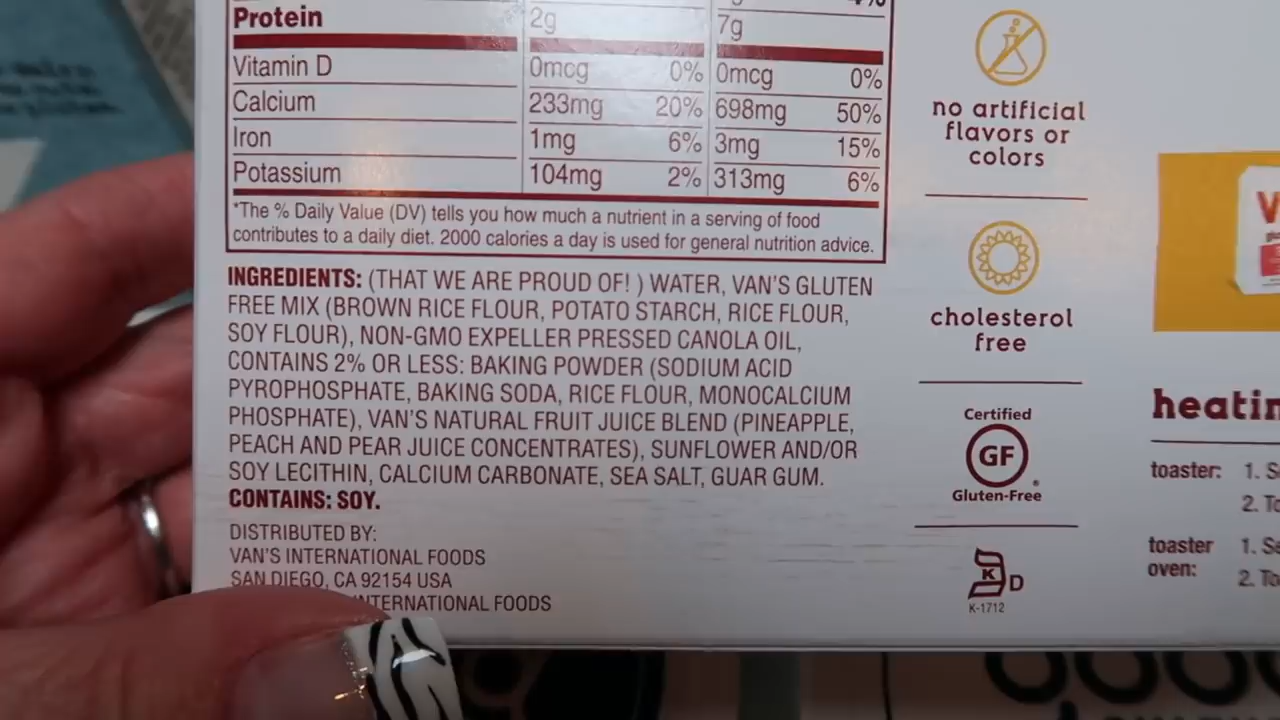 Protein 2g 7g
Vitamin D 0mcg 0% 0mcg 0%
Calcium 233mg 20% 698mg 50%
Iron 1mg 6% 3mg 15%
Potassium 104mg 2% 313mg 6%
*The % Daily Value (DV) tells you how much a nutrient in a serving of food
contributes to a daily diet. 2000 calories a day is used for general nutrition advice.
INGREDIENTS: (THAT WE ARE PROUD OF! ) WATER, VAN'S GLUTEN
FREE MIX (BROWN RICE FLOUR, POTATO STARCH, RICE FLOUR,
SOY FLOUR), NON-GMO EXPELLER PRESSED CANOLA OIL,
CONTAINS 2% OR LESS: BAKING POWDER (SODIUM ACID
PYROPHOSPHATE, BAKING SODA, RICE FLOUR, MONOCALCIUM
PHOSPHATE), VAN'S NATURAL FRUIT JUICE BLEND (PINEAPPLE,
PEACH AND PEAR JUICE CONCENTRATES), SUNFLOWER AND/OR
SOY LECITHIN, CALCIUM CARBONATE, SEA SALT, GUAR GUM.
CONTAINS: SOY.
DISTRIBUTED BY:
VAN'S INTERNATIONAL FOODS
SAN DIEGO, CA 92154 USA
INTERNATIONAL FOODS
no artificial
flavors or
colors
cholesterol
free
Certified
GF
Gluten-Free
K D
K-1712
toaster: 1.
2.
toaster 1.
oven: 2.